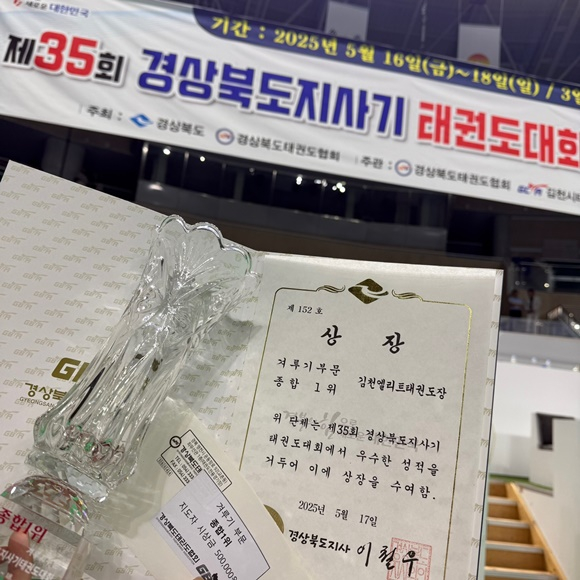 새로운 대한민국
기간 : 2025년 5월 16일(금)~18일(일) / 3일
제35회 경상북도지사기 태권도대회
주최 : 경상북도 경상북도태권도협회 주관 : 경상북도태권도협회 김천시
제 152 호
상 장
겨루기부문
종합 1위 김천엘리트태권도장
위 단체는 제35회 경상북도지사기
태권도대회에서 우수한 성적을
거두어 이에 상장을 수여함.
2025년 5월 17일
경상북도지사 이철우
경상북
GYEONGSAN
겨루기 부문
종합1위
지도자 시상금 500,000
경상북도태권도협회
종합1위